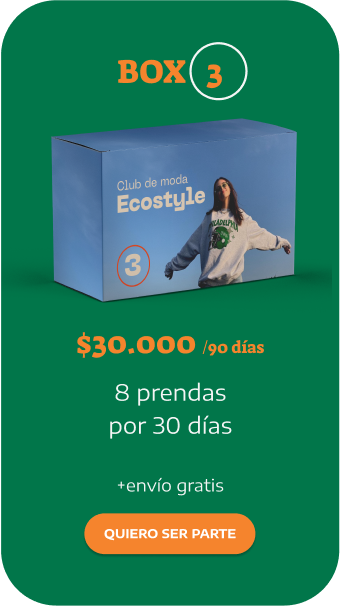 BOX 3
Club de moda
Ecostyle
3
$30.000 /90 días
8 prendas
por 30 días
+envío gratis
QUIERO SER PARTE